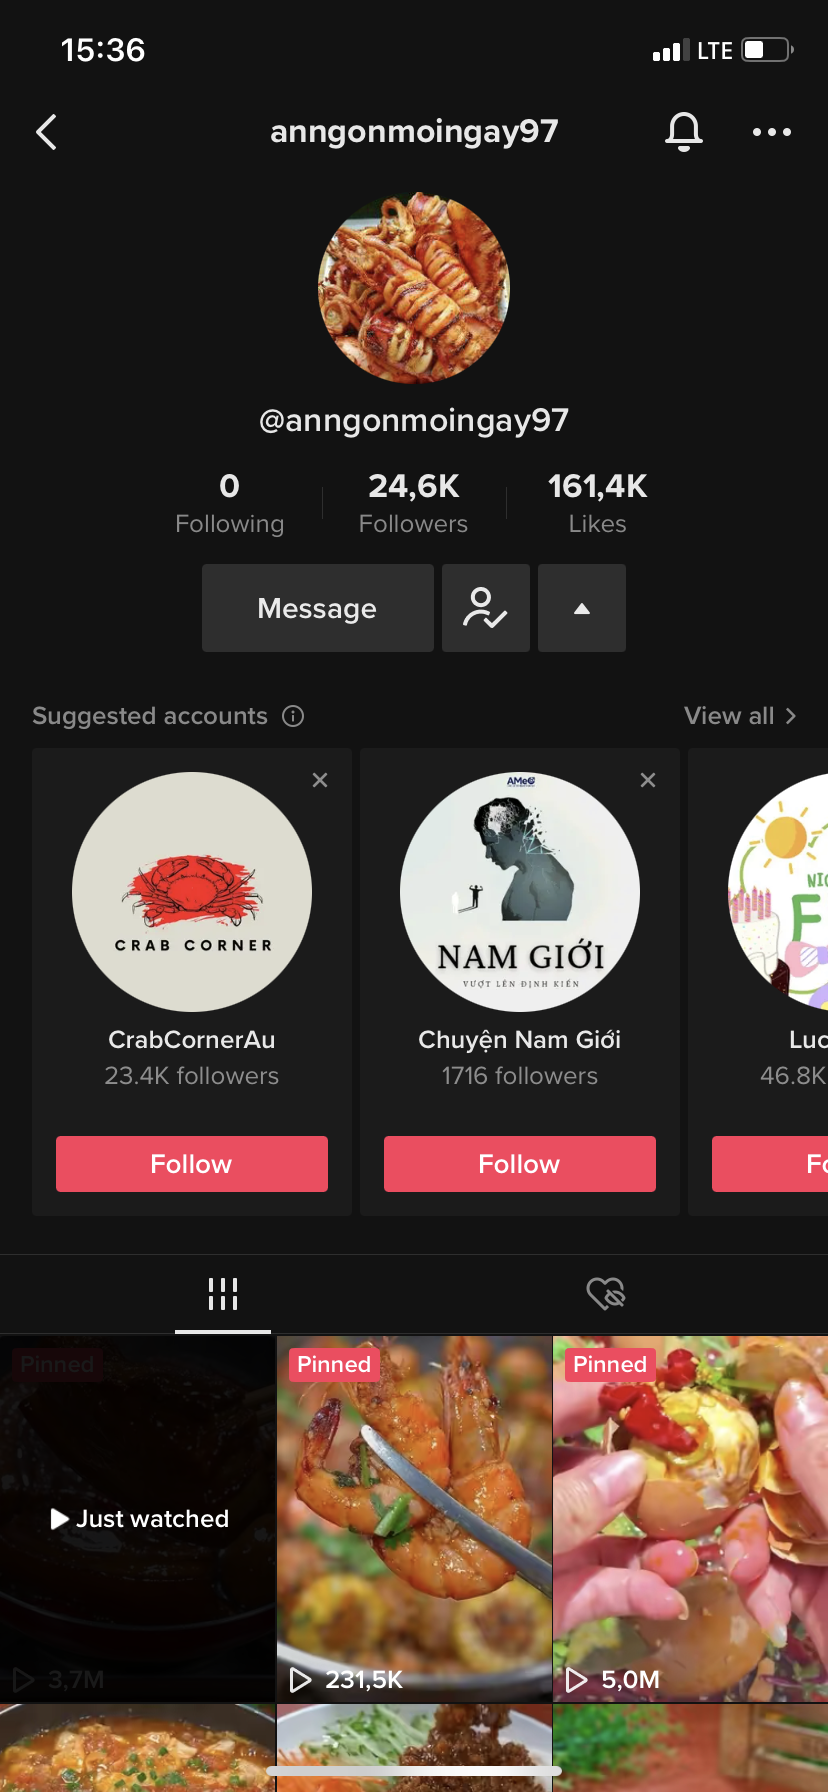 15:36
LTE
anngonmoingay97
@anngonmoingay97
0
Following
24,6K
Followers
161,4K
Likes
Message
Suggested accounts
View all
AMeC
CRAB CORNER
NAM GIỚI
VƯỢT LÊN ĐỊNH KIẾN
CrabCornerAu
23.4K followers
Chuyện Nam Giới
1716 followers
Luc
46.8K
Follow
Follow
Fo
Pinned
Pinned
Pinned
Just watched
3,7M
231,5K
5,0M